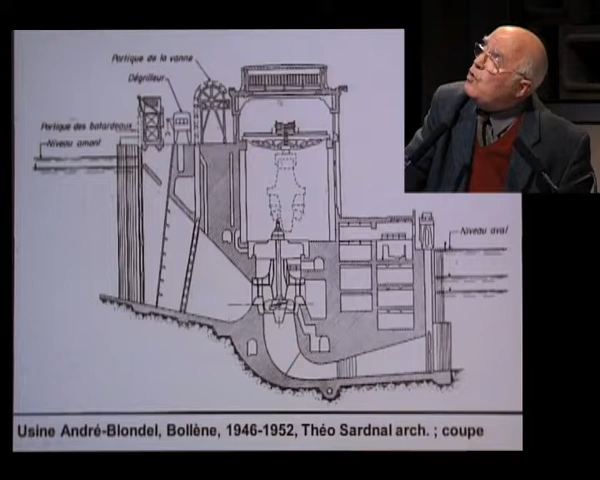 Portique de la vanne
Dégrilleur
Portique des batardeaux
Niveau amont
Niveau aval
Usine André-Blondel, Bollène, 1946-1952, Théo Sardnal arch. ; coupe